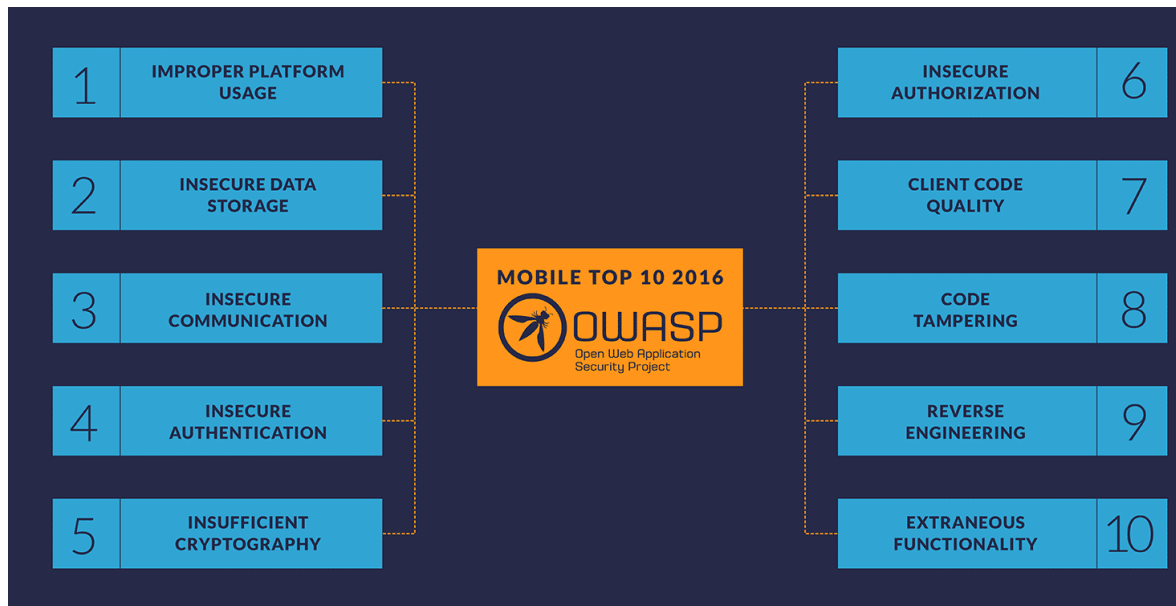 1
IMPROPER PLATFORM
USAGE
2
INSECURE DATA
STORAGE
3
INSECURE
COMMUNICATION
4
INSECURE
AUTHENTICATION
5
INSUFFICIENT
CRYPTOGRAPHY
MOBILE TOP 10 2016
OWASP
Open Web Application
Security Project
INSECURE
AUTHORIZATION
6
CLIENT CODE
QUALITY
7
CODE
TAMPERING
8
REVERSE
ENGINEERING
9
EXTRANEOUS
FUNCTIONALITY
10